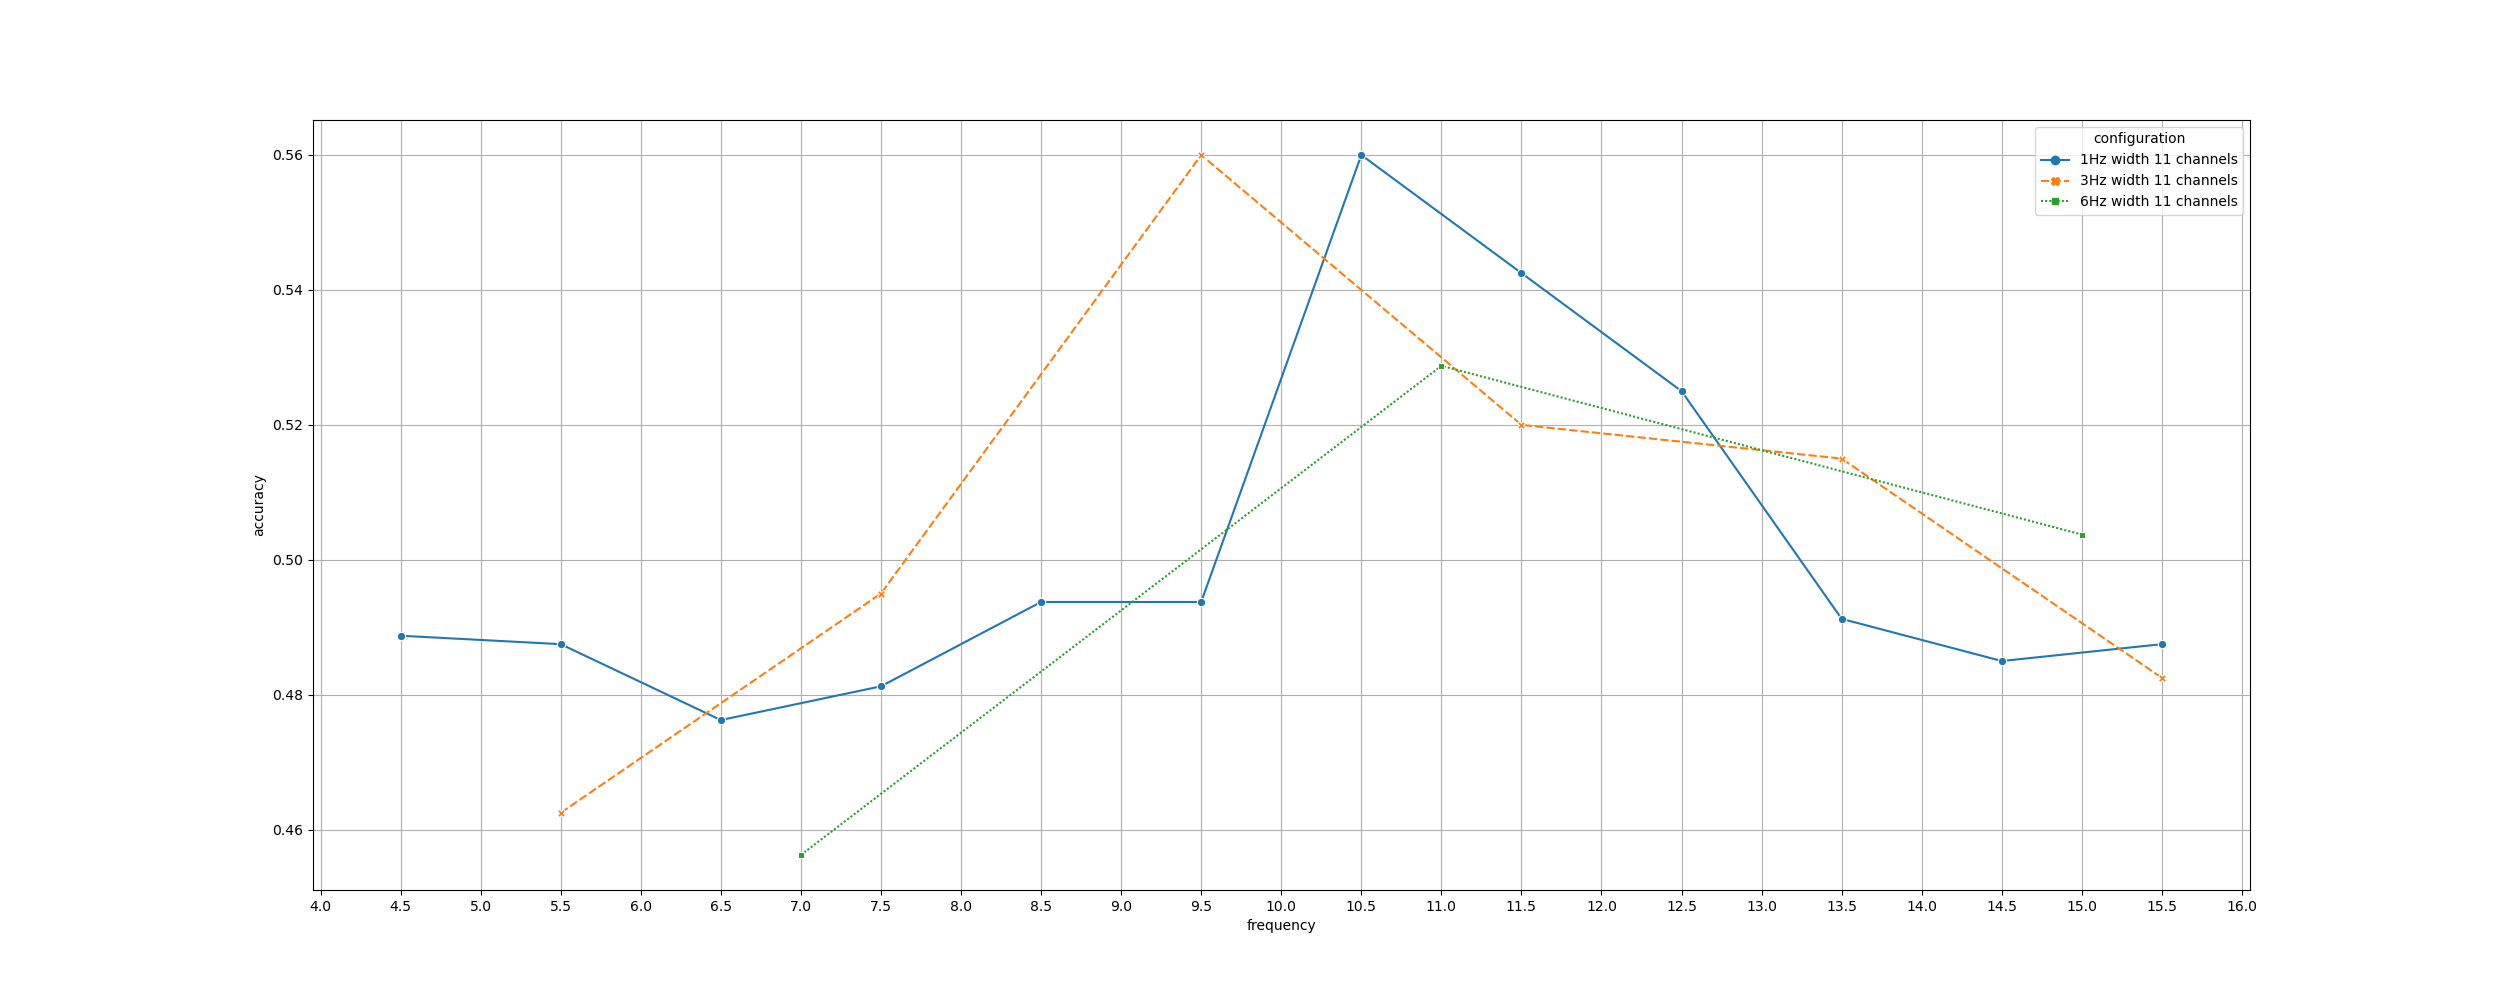 configuration
1Hz width 11 channels
3Hz width 11 channels
6Hz width 11 channels
0.56
0.54
0.52
0.50
0.48
0.46
accuracy
4.0 4.5 5.0 5.5 6.0 6.5 7.0 7.5 8.0 8.5 9.0 9.5 10.0 10.5 11.0 11.5 12.0 12.5 13.0 13.5 14.0 14.5 15.0 15.5 16.0
frequency